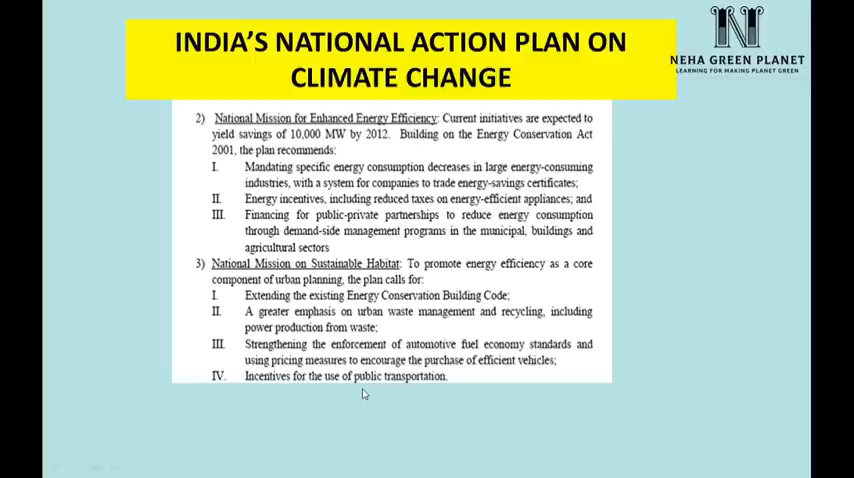 INDIA'S NATIONAL ACTION PLAN ON
CLIMATE CHANGE
N
NEHA GREEN PLANET
LEARNING FOR MAKING PLANET GREEN
2) National Mission for Enhanced Energy Efficiency: Current initiatives are expected to
yield savings of 10,000 MW by 2012. Building on the Energy Conservation Act
2001, the plan recommends:
I. Mandating specific energy consumption decreases in large energy-consuming
industries, with a system for companies to trade energy-savings certificates;
II. Energy incentives, including reduced taxes on energy-efficient appliances; and
III. Financing for public-private partnerships to reduce energy consumption
through demand-side management programs in the municipal, buildings and
agricultural sectors
3) National Mission on Sustainable Habitat: To promote energy efficiency as a core
component of urban planning, the plan calls for:
I. Extending the existing Energy Conservation Building Code;
II. A greater emphasis on urban waste management and recycling, including
power production from waste;
III. Strengthening the enforcement of automotive fuel economy standards and
using pricing measures to encourage the purchase of efficient vehicles;
IV. Incentives for the use of public transportation.